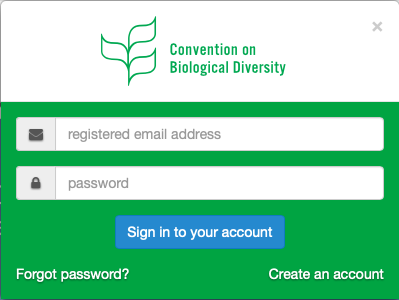 ×
Convention on
Biological Diversity
registered email address
password
Sign in to your account
Forgot password? Create an account